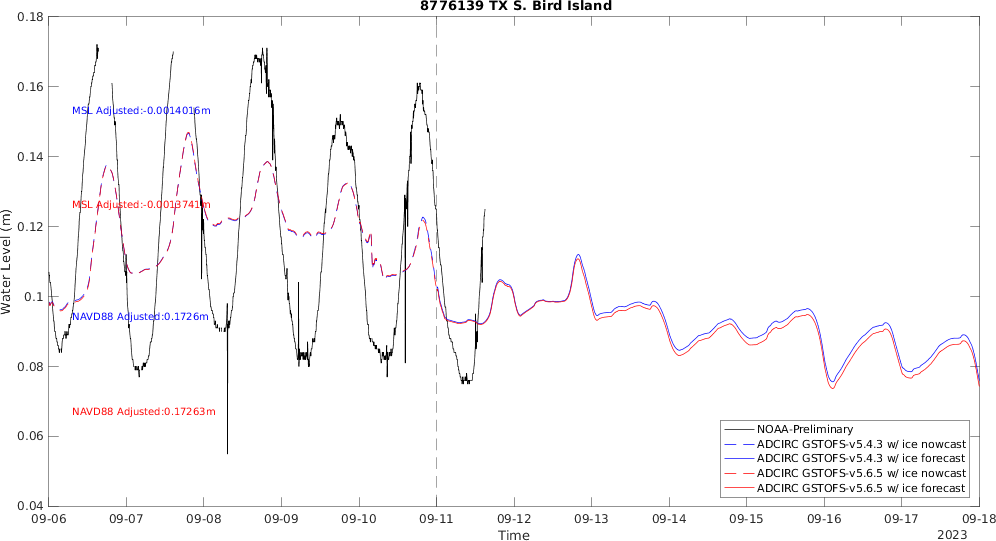 8776139 TX S. Bird Island
0.18
0.16
0.14
0.12
0.1
0.08
0.06
0.04
Water Level (m)
MSL Adjusted:-0.0014016m
MSL Adjusted:-0.0013741m
NAVD88 Adjusted:0.1726m
NAVD88 Adjusted:0.17263m
NOAA-Preliminary
ADCIRC GSTOFS-v5.4.3 w/ ice nowcast
ADCIRC GSTOFS-v5.4.3 w/ ice forecast
ADCIRC GSTOFS-v5.6.5 w/ ice nowcast
ADCIRC GSTOFS-v5.6.5 w/ ice forecast
09-06 09-07 09-08 09-09 09-10 09-11 09-12 09-13 09-14 09-15 09-16 09-17 09-18
Time
2023